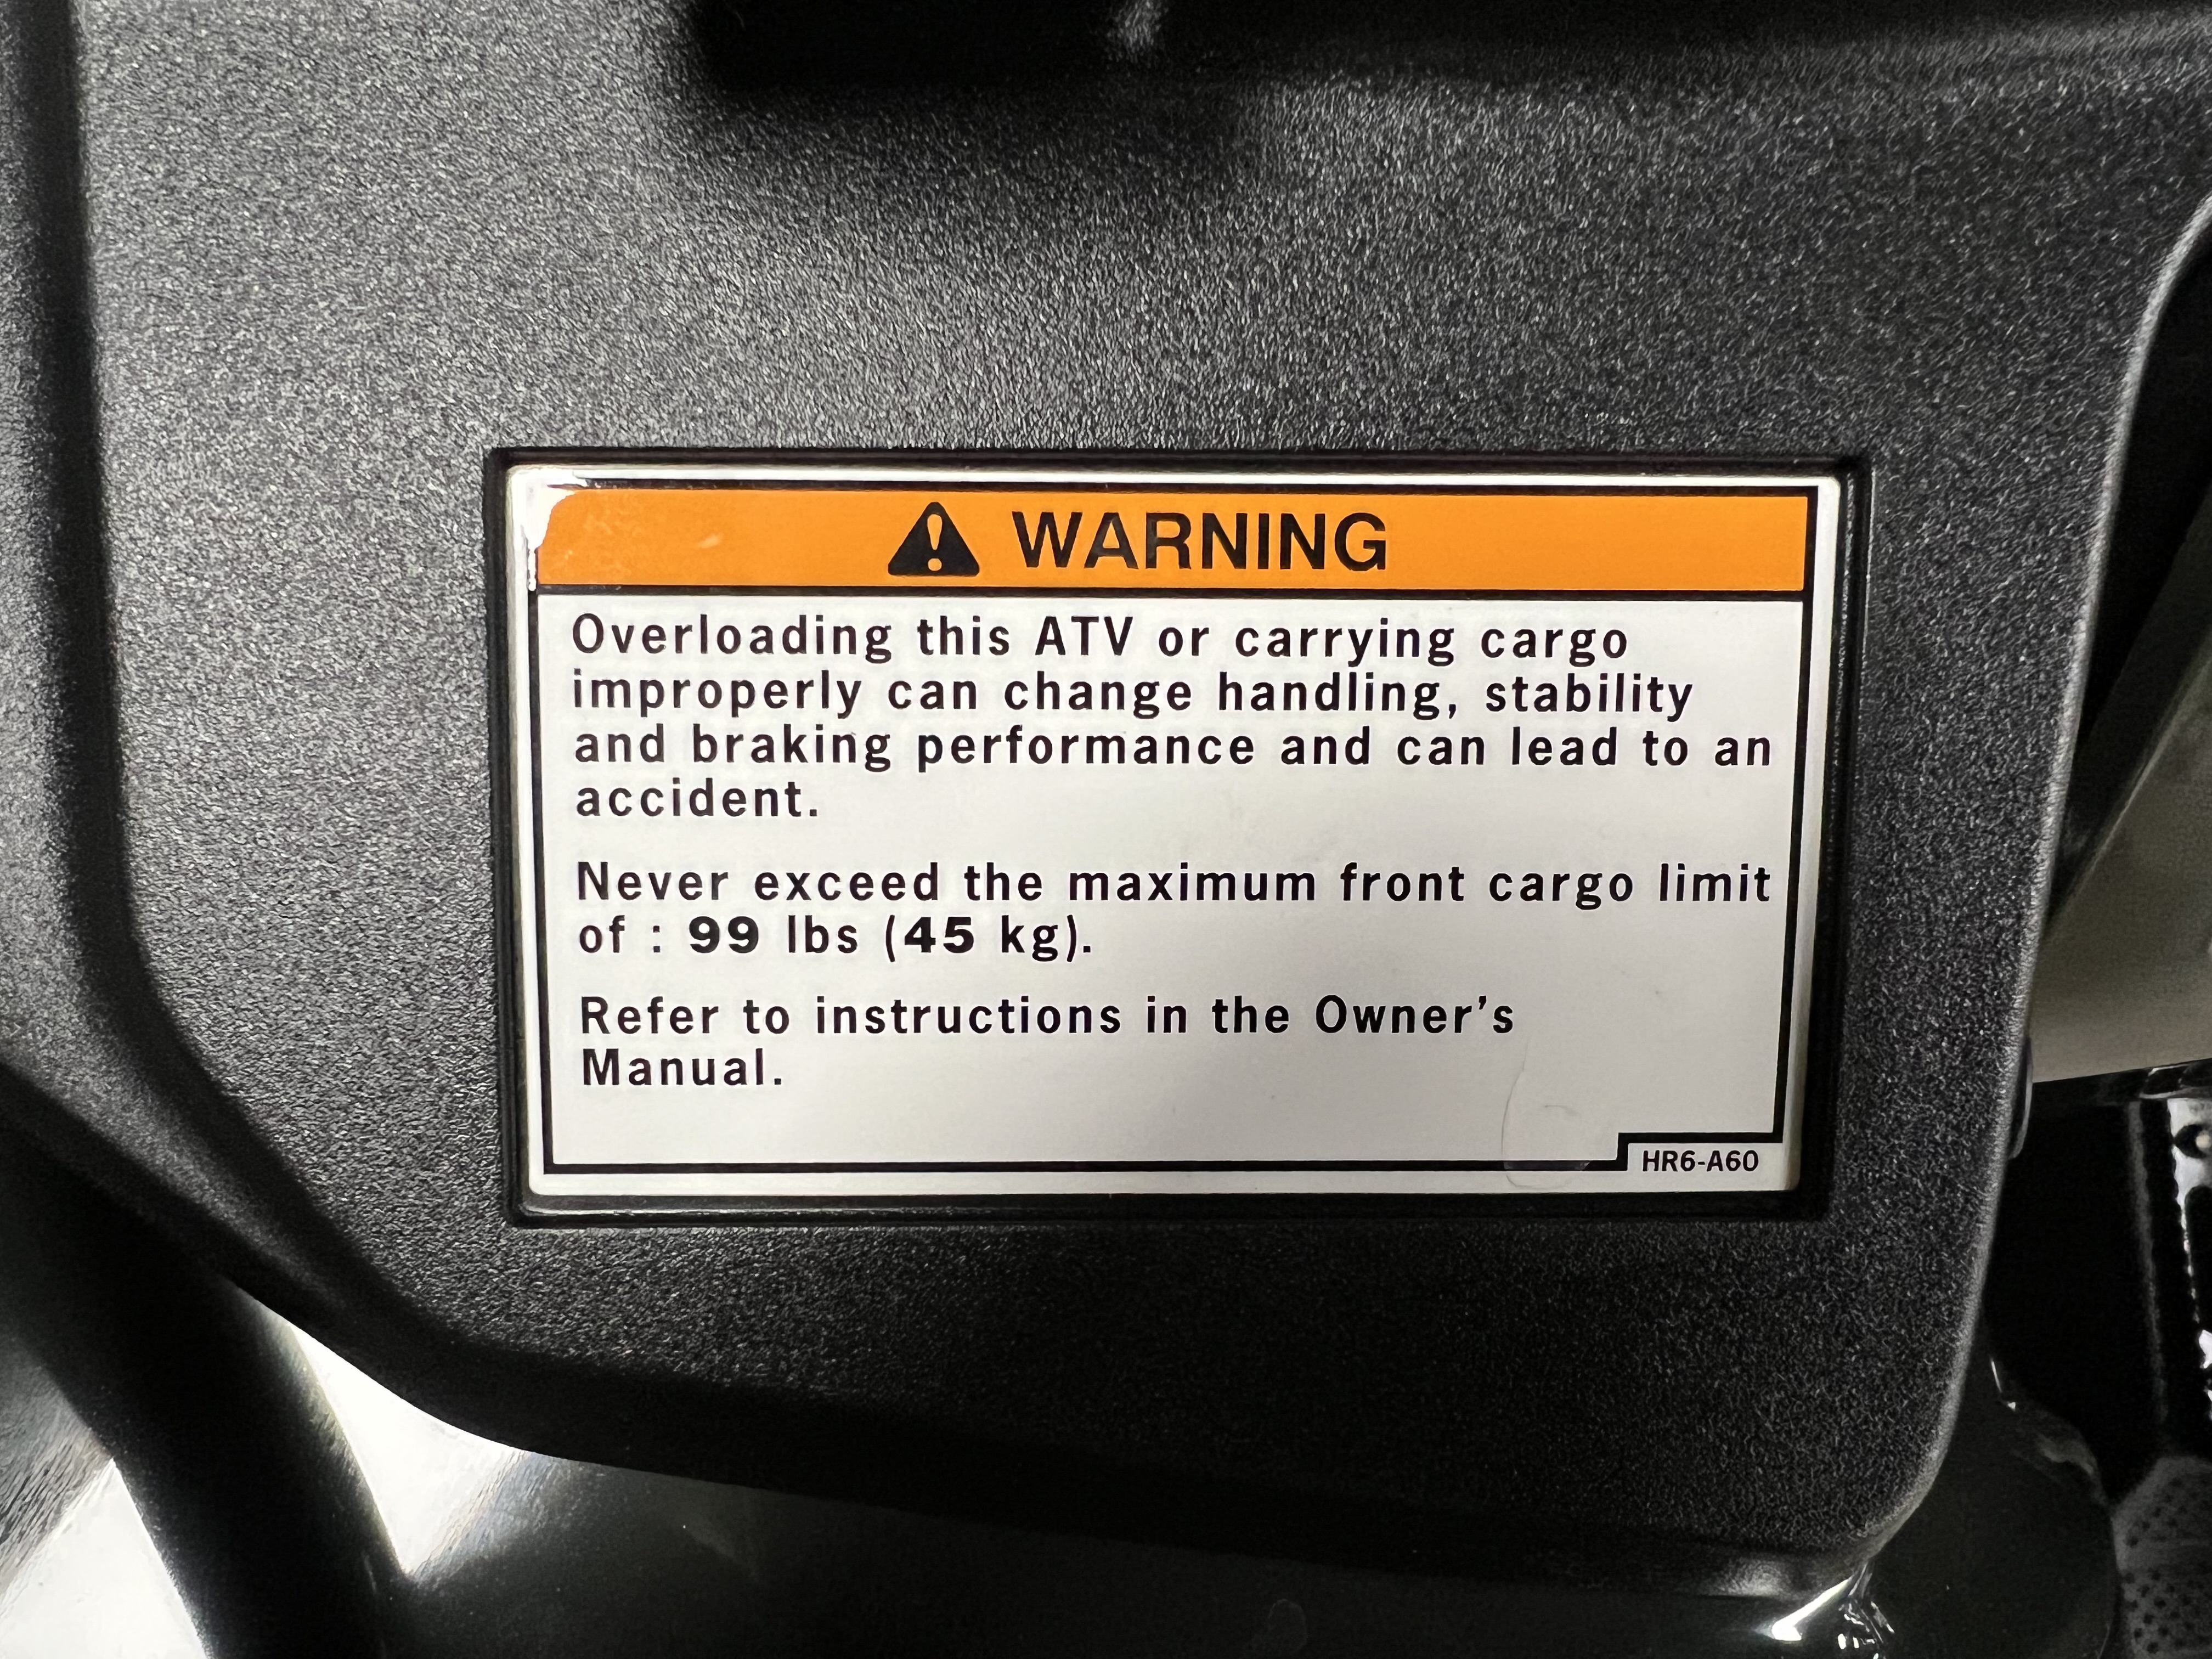 WARNING
Overloading this ATV or carrying cargo
improperly can change handling, stability
and braking performance and can lead to an
accident.
Never exceed the maximum front cargo limit
of : 99 lbs (45 kg).
Refer to instructions in the Owner's
Manual.
HR6-A60